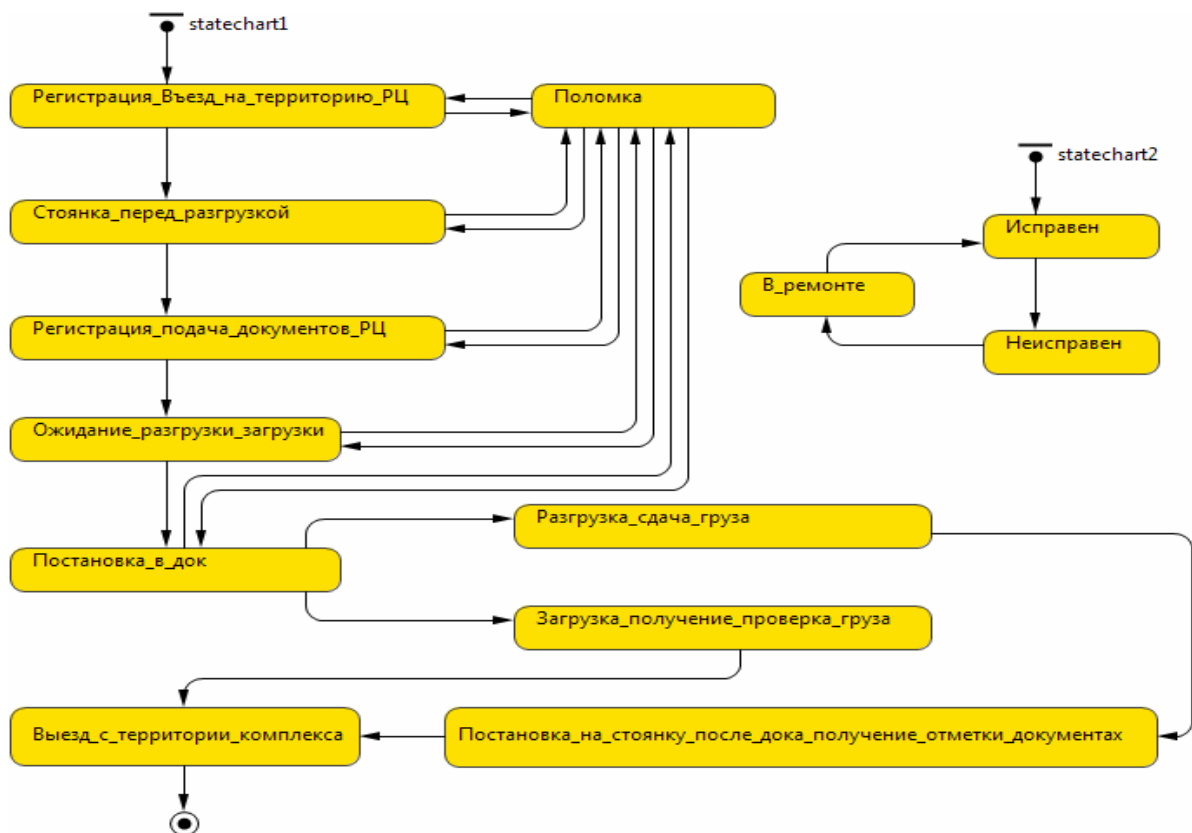 statechart1
Регистрация_Въезд_на_территорию_РЦ
Поломка
statechart2
Стоянка_перед_разгрузкой
Исправен
В_ремонте
Регистрация_подача_документов_РЦ
Неисправен
Ожидание_разгрузки_загрузки
Разгрузка_сдача_груза
Постановка_в_док
Загрузка_получение_проверка_груза
Выезд_с_территории_комплекса
Постановка_на_стоянку_после_дока_получение_отметки_документах